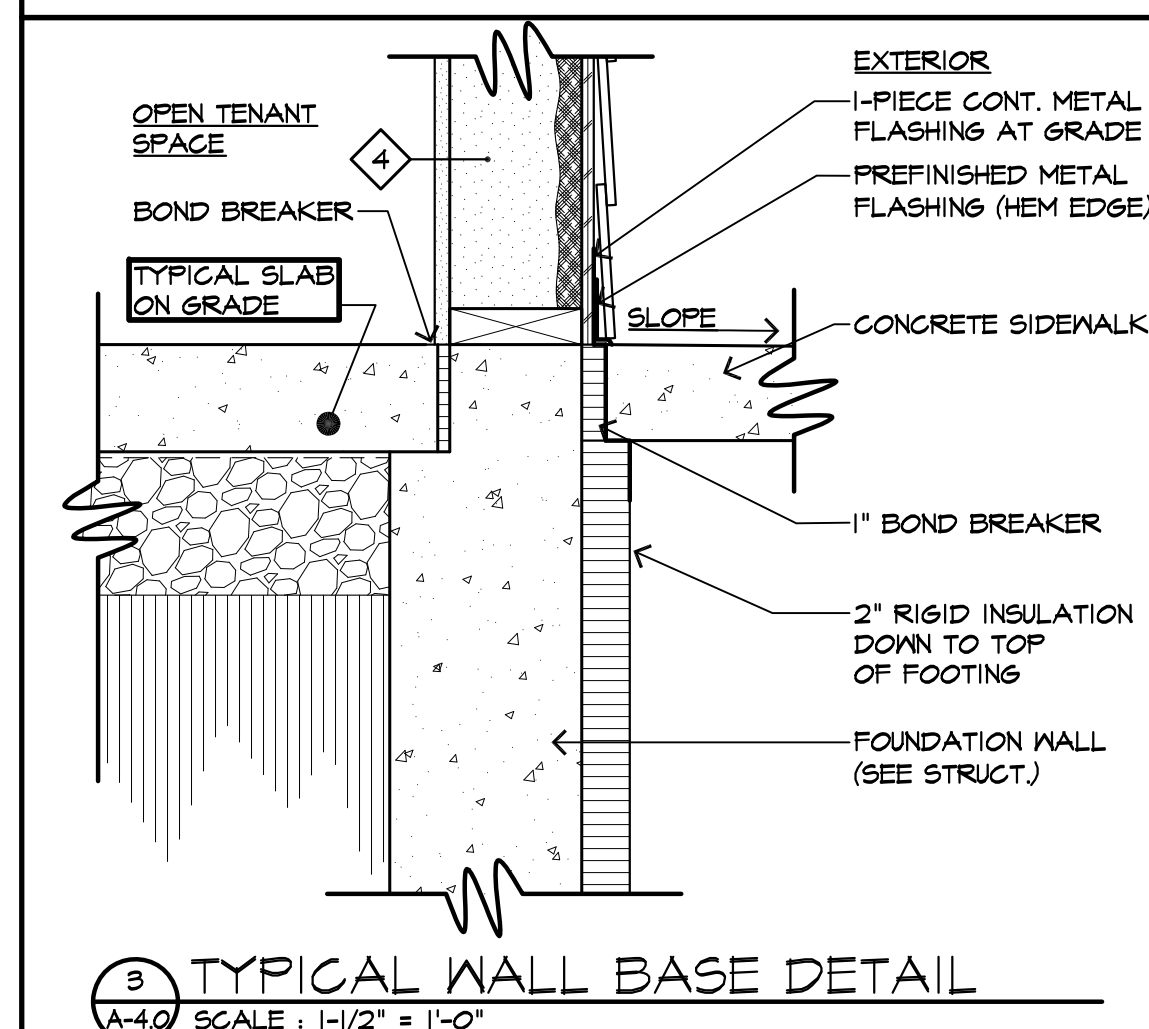 OPEN TENANT
SPACE
4
BOND BREAKER
TYPICAL SLAB
ON GRADE
EXTERIOR
1-PIECE CONT. METAL
FLASHING AT GRADE
PREFINISHED METAL
FLASHING (HEM EDGE)
SLOPE
CONCRETE SIDEWALK
1" BOND BREAKER
2" RIGID INSULATION
DOWN TO TOP
OF FOOTING
FOUNDATION WALL
(SEE STRUCT.)
3
A-4.0
TYPICAL WALL BASE DETAIL
SCALE : 1-1/2" = 1'-0"